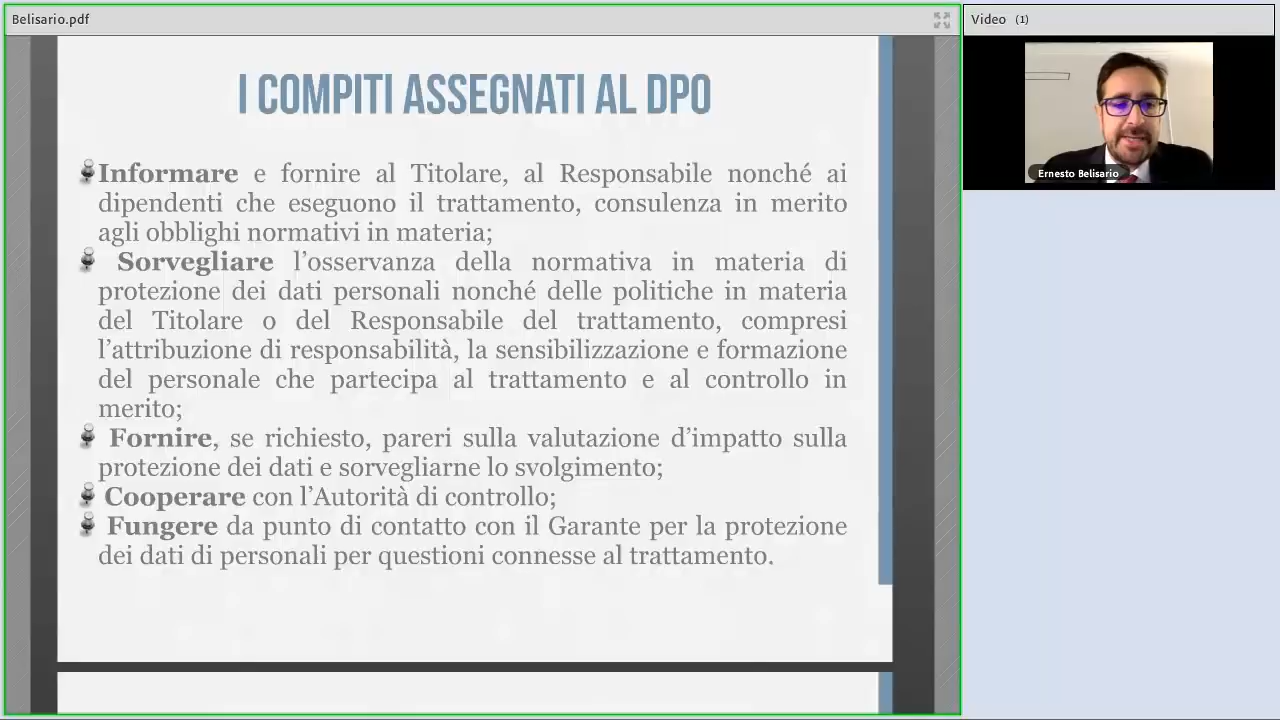 Belisario.pdf
Video (1)
I COMPITI ASSEGNATI AL DPO
Informare e fornire al Titolare, al Responsabile nonché ai
dipendenti che eseguono il trattamento, consulenza in merito
agli obblighi normativi in materia;
Sorvegliare l’osservanza della normativa in materia di
protezione dei dati personali nonché delle politiche in materia
del Titolare o del Responsabile del trattamento, compresi
l’attribuzione di responsabilità, la sensibilizzazione e formazione
del personale che partecipa al trattamento e al controllo in
merito;
Fornire, se richiesto, pareri sulla valutazione d’impatto sulla
protezione dei dati e sorvegliarne lo svolgimento;
Cooperare con l’Autorità di controllo;
Fungere da punto di contatto con il Garante per la protezione
dei dati di personali per questioni connesse al trattamento.
Ernesto Belisario